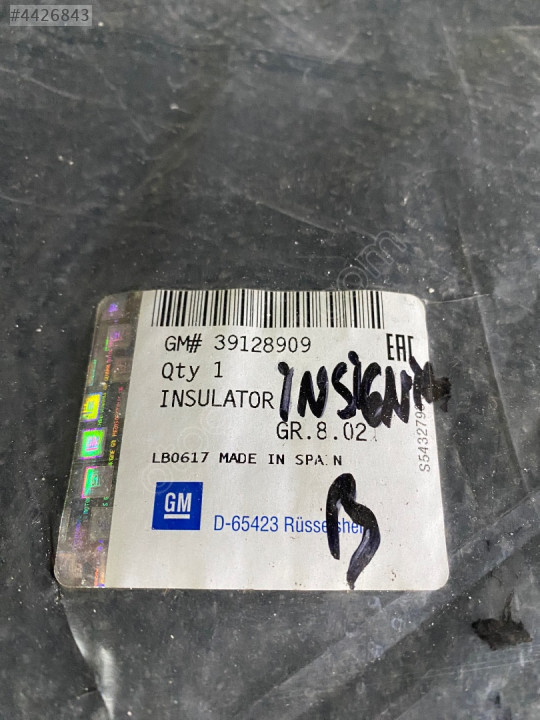 #4426843
GM# 39128909
EAC
Qty 1
INSULATOR INSIGNIA
GR.8.02
LB0617 MADE IN SPAIN
GM
D-65423 Rüsselsheim
B